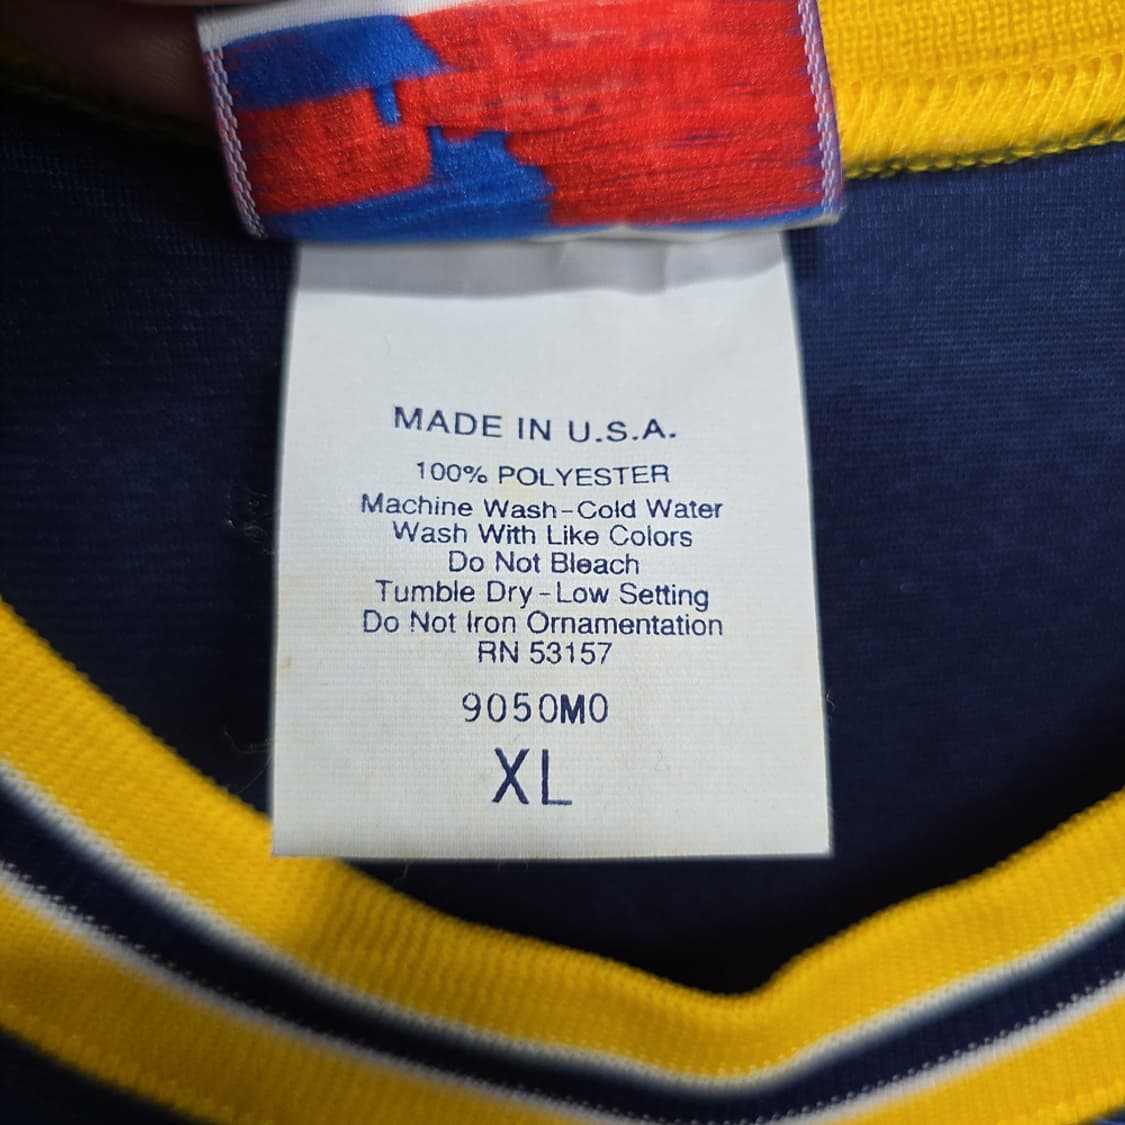 MADE IN U.S.A.
100% POLYESTER
Machine Wash-Cold Water
Wash With Like Colors
Do Not Bleach
Tumble Dry-Low Setting
Do Not Iron Ornamentation
RN 53157
9050M0
XL